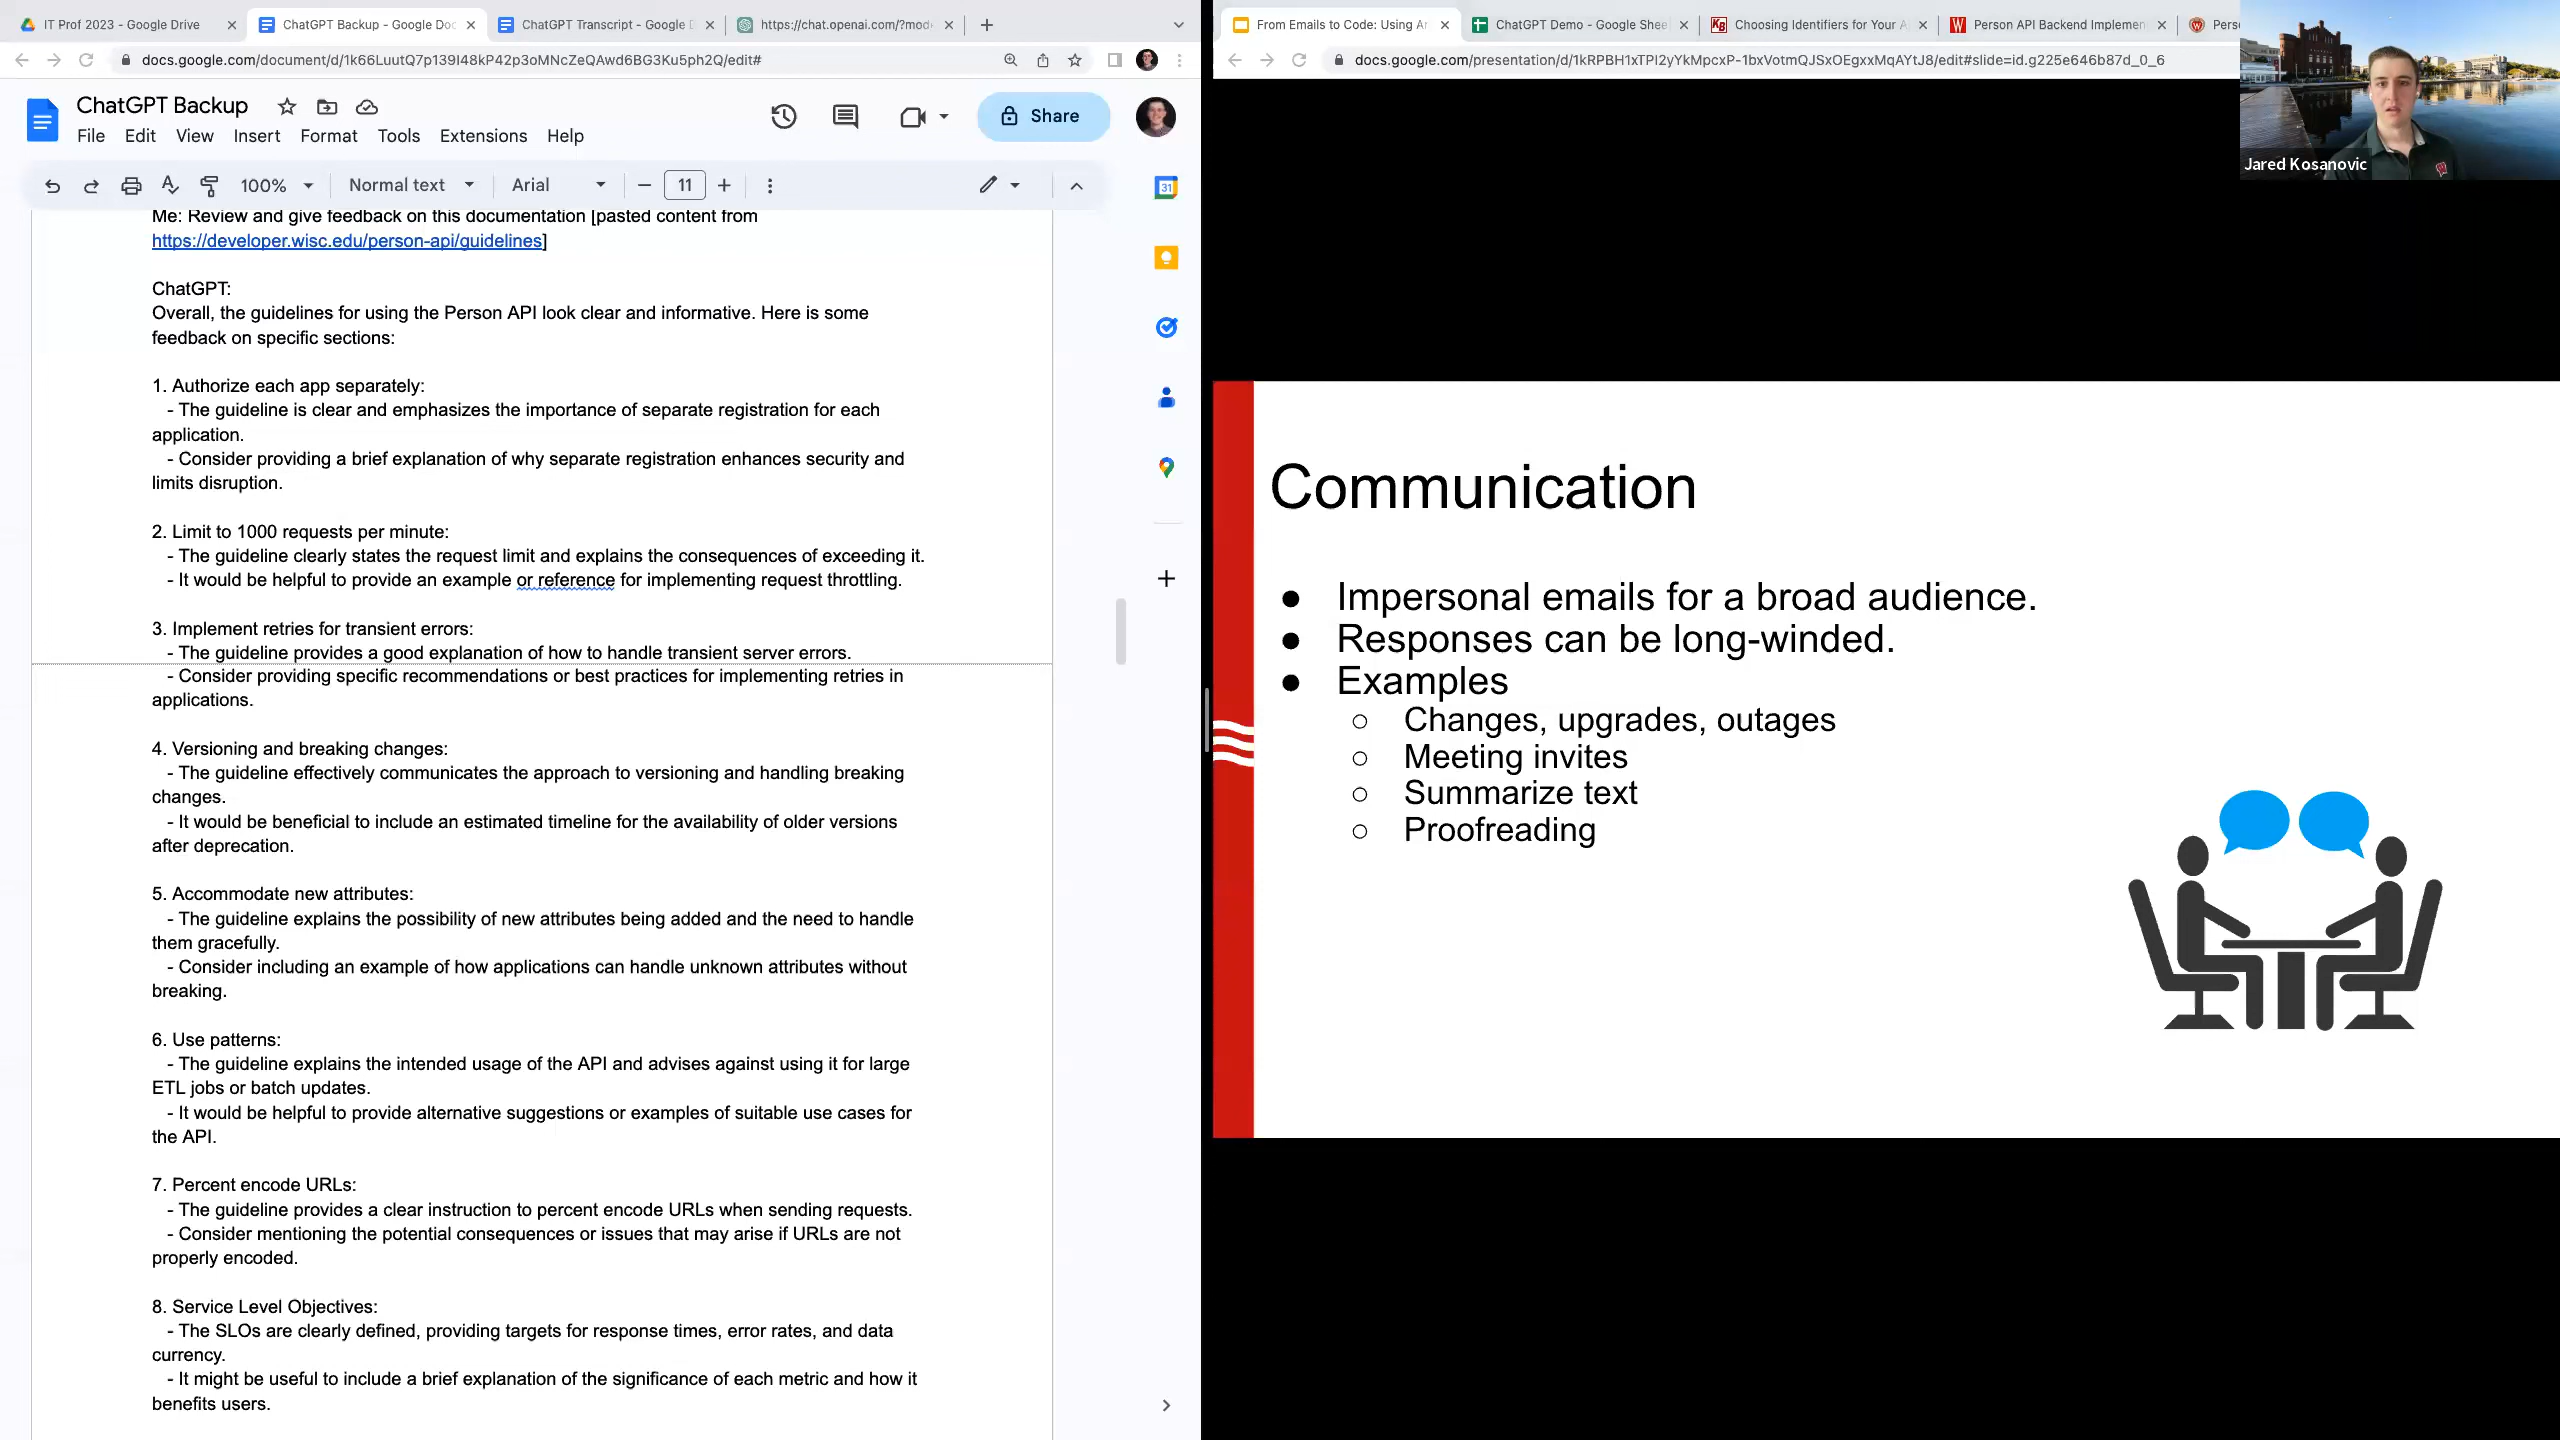 IT Prof 2023 - Google Drive
ChatGPT Backup - Google Doc
ChatGPT Transcript - Google D
https://chat.openai.com/?mod
docs.google.com/document/d/1k66LuutQ7p139I48kP42p3oMNcZeQAwd6BG3Ku5ph2Q/edit#
ChatGPT Backup
Share
File Edit View Insert Format Tools Extensions Help
100% Normal text Arial 11
31
Me: Review and give feedback on this documentation [pasted content from
https://developer.wisc.edu/person-api/guidelines]
ChatGPT:
Overall, the guidelines for using the Person API look clear and informative. Here is some
feedback on specific sections:
1. Authorize each app separately:
- The guideline is clear and emphasizes the importance of separate registration for each
application.
- Consider providing a brief explanation of why separate registration enhances security and
limits disruption.
2. Limit to 1000 requests per minute:
- The guideline clearly states the request limit and explains the consequences of exceeding it.
- It would be helpful to provide an example or reference for implementing request throttling.
3. Implement retries for transient errors:
- The guideline provides a good explanation of how to handle transient server errors.
- Consider providing specific recommendations or best practices for implementing retries in
applications.
4. Versioning and breaking changes:
- The guideline effectively communicates the approach to versioning and handling breaking
changes.
- It would be beneficial to include an estimated timeline for the availability of older versions
after deprecation.
5. Accommodate new attributes:
- The guideline explains the possibility of new attributes being added and the need to handle
them gracefully.
- Consider including an example of how applications can handle unknown attributes without
breaking.
6. Use patterns:
- The guideline explains the intended usage of the API and advises against using it for large
ETL jobs or batch updates.
- It would be helpful to provide alternative suggestions or examples of suitable use cases for
the API.
7. Percent encode URLs:
- The guideline provides a clear instruction to percent encode URLs when sending requests.
- Consider mentioning the potential consequences or issues that may arise if URLs are not
properly encoded.
8. Service Level Objectives:
- The SLOs are clearly defined, providing targets for response times, error rates, and data
currency.
- It might be useful to include a brief explanation of the significance of each metric and how it
benefits users.
From Emails to Code: Using Ar
ChatGPT Demo - Google Shee
KB Choosing Identifiers for Your A
W Person API Backend Implemen
Pers
docs.google.com/presentation/d/1kRPBH1xTPI2yYkMpcxP-1bxVotmQJSxOEgxxMqAYtJ8/edit#slide=id.g225e646b87d_0_6
Jared Kosanovic
Communication
● Impersonal emails for a broad audience.
● Responses can be long-winded.
● Examples
○ Changes, upgrades, outages
○ Meeting invites
○ Summarize text
○ Proofreading